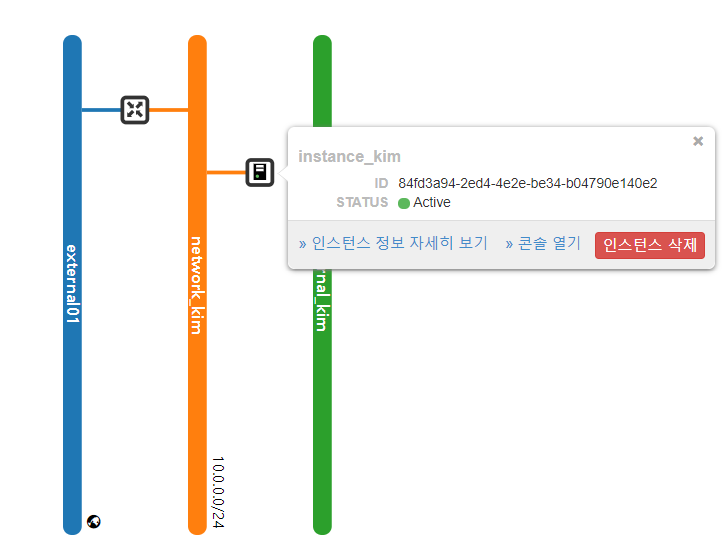 external01
network_kim
10.0.0.0/24
instance_kim
ID 84fd3a94-2ed4-4e2e-be34-b04790e140e2
STATUS Active
» 인스턴스 정보 자세히 보기 » 콘솔 열기 인스턴스 삭제
rnal_kim